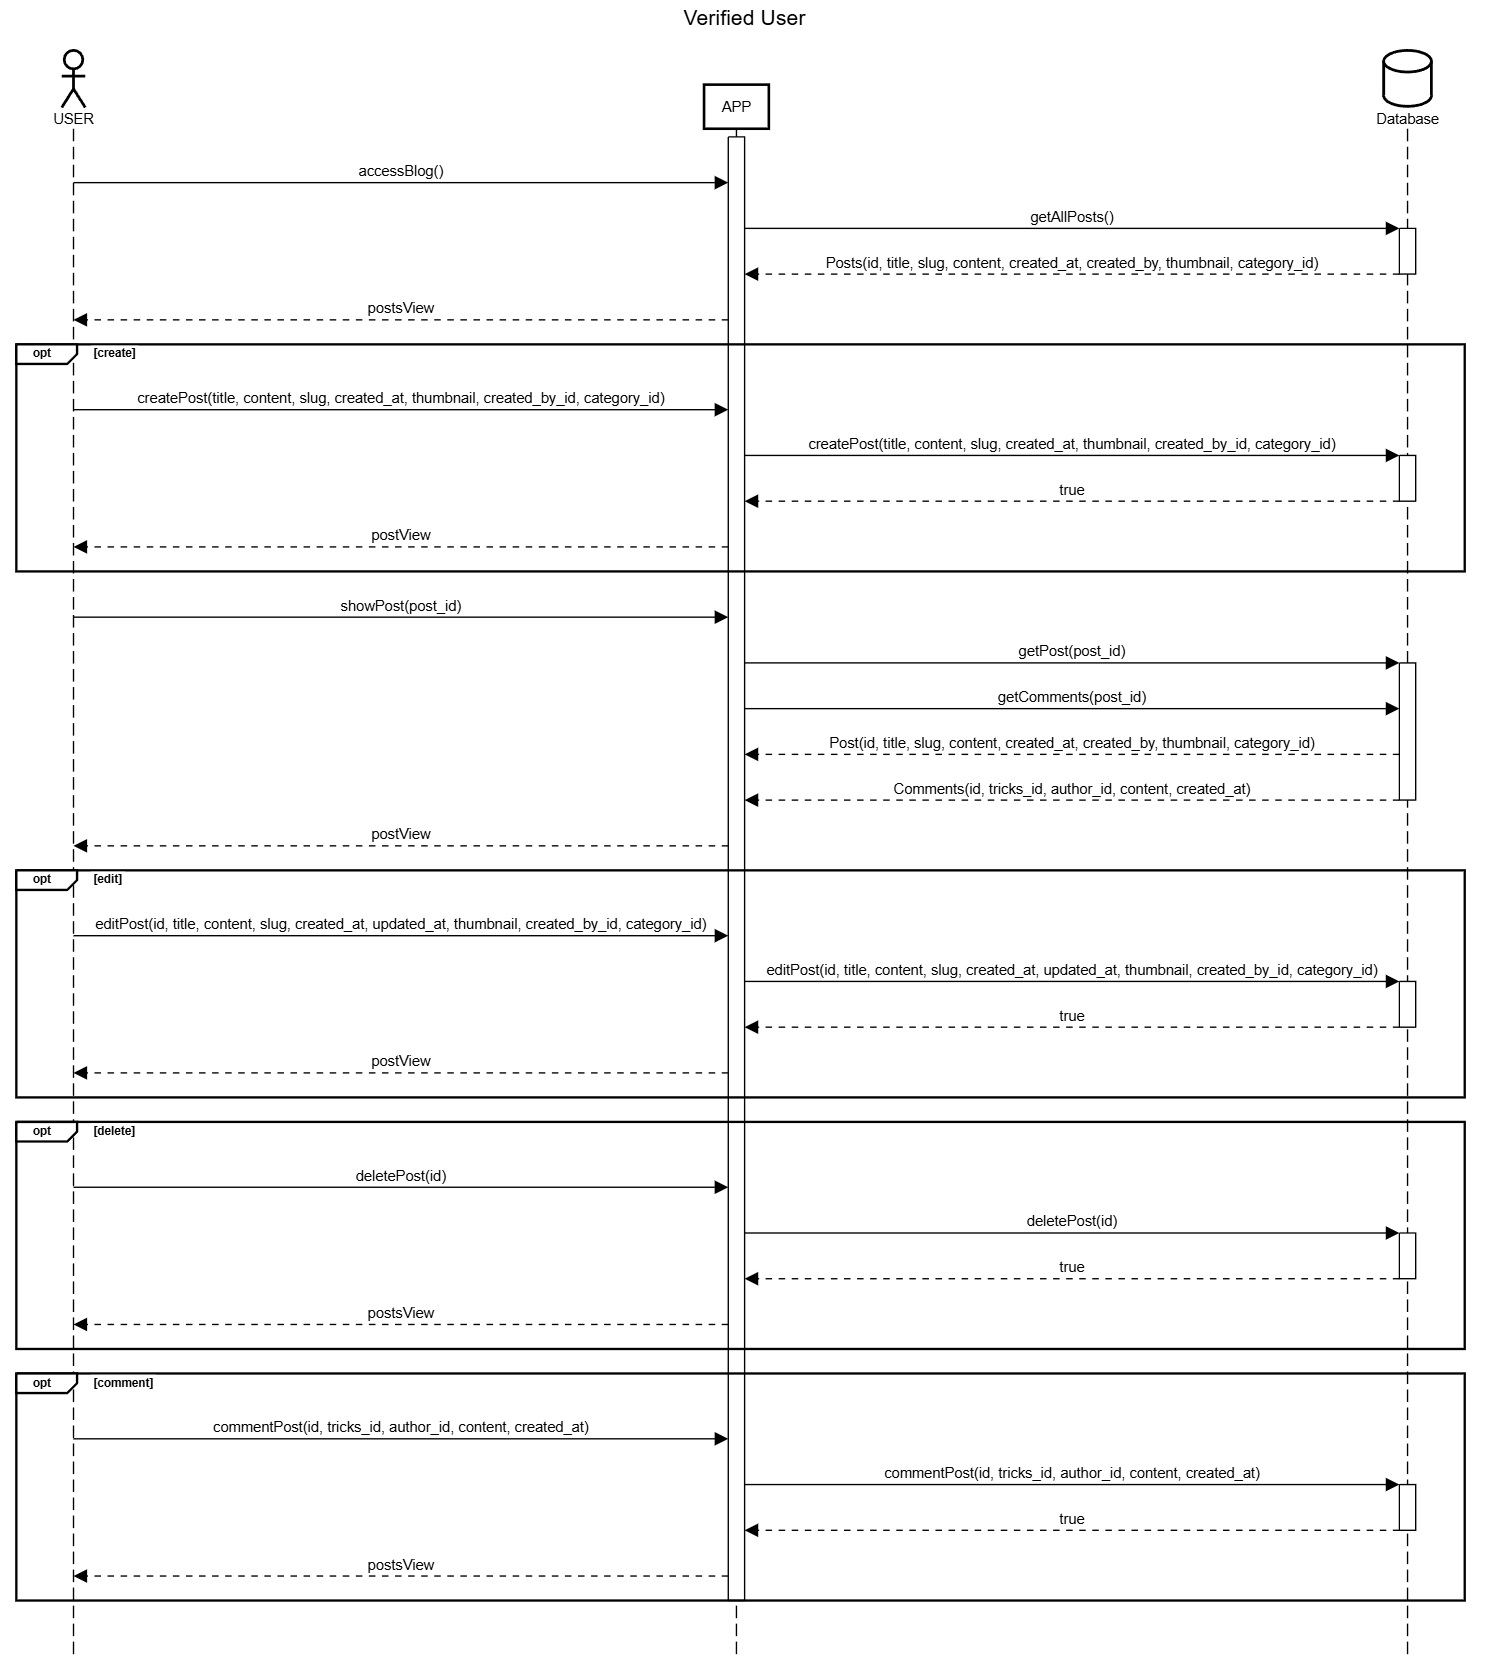 Verified User
USER
APP
Database
accessBlog()
getAllPosts()
Posts(id, title, slug, content, created_at, created_by, thumbnail, category_id)
postsView
opt [create]
createPost(title, content, slug, created_at, thumbnail, created_by_id, category_id)
createPost(title, content, slug, created_at, thumbnail, created_by_id, category_id)
true
postView
showPost(post_id)
getPost(post_id)
getComments(post_id)
Post(id, title, slug, content, created_at, created_by, thumbnail, category_id)
Comments(id, tricks_id, author_id, content, created_at)
postView
opt [edit]
editPost(id, title, content, slug, created_at, updated_at, thumbnail, created_by_id, category_id)
editPost(id, title, content, slug, created_at, updated_at, thumbnail, created_by_id, category_id)
true
postView
opt [delete]
deletePost(id)
deletePost(id)
true
postsView
opt [comment]
commentPost(id, tricks_id, author_id, content, created_at)
commentPost(id, tricks_id, author_id, content, created_at)
true
postsView